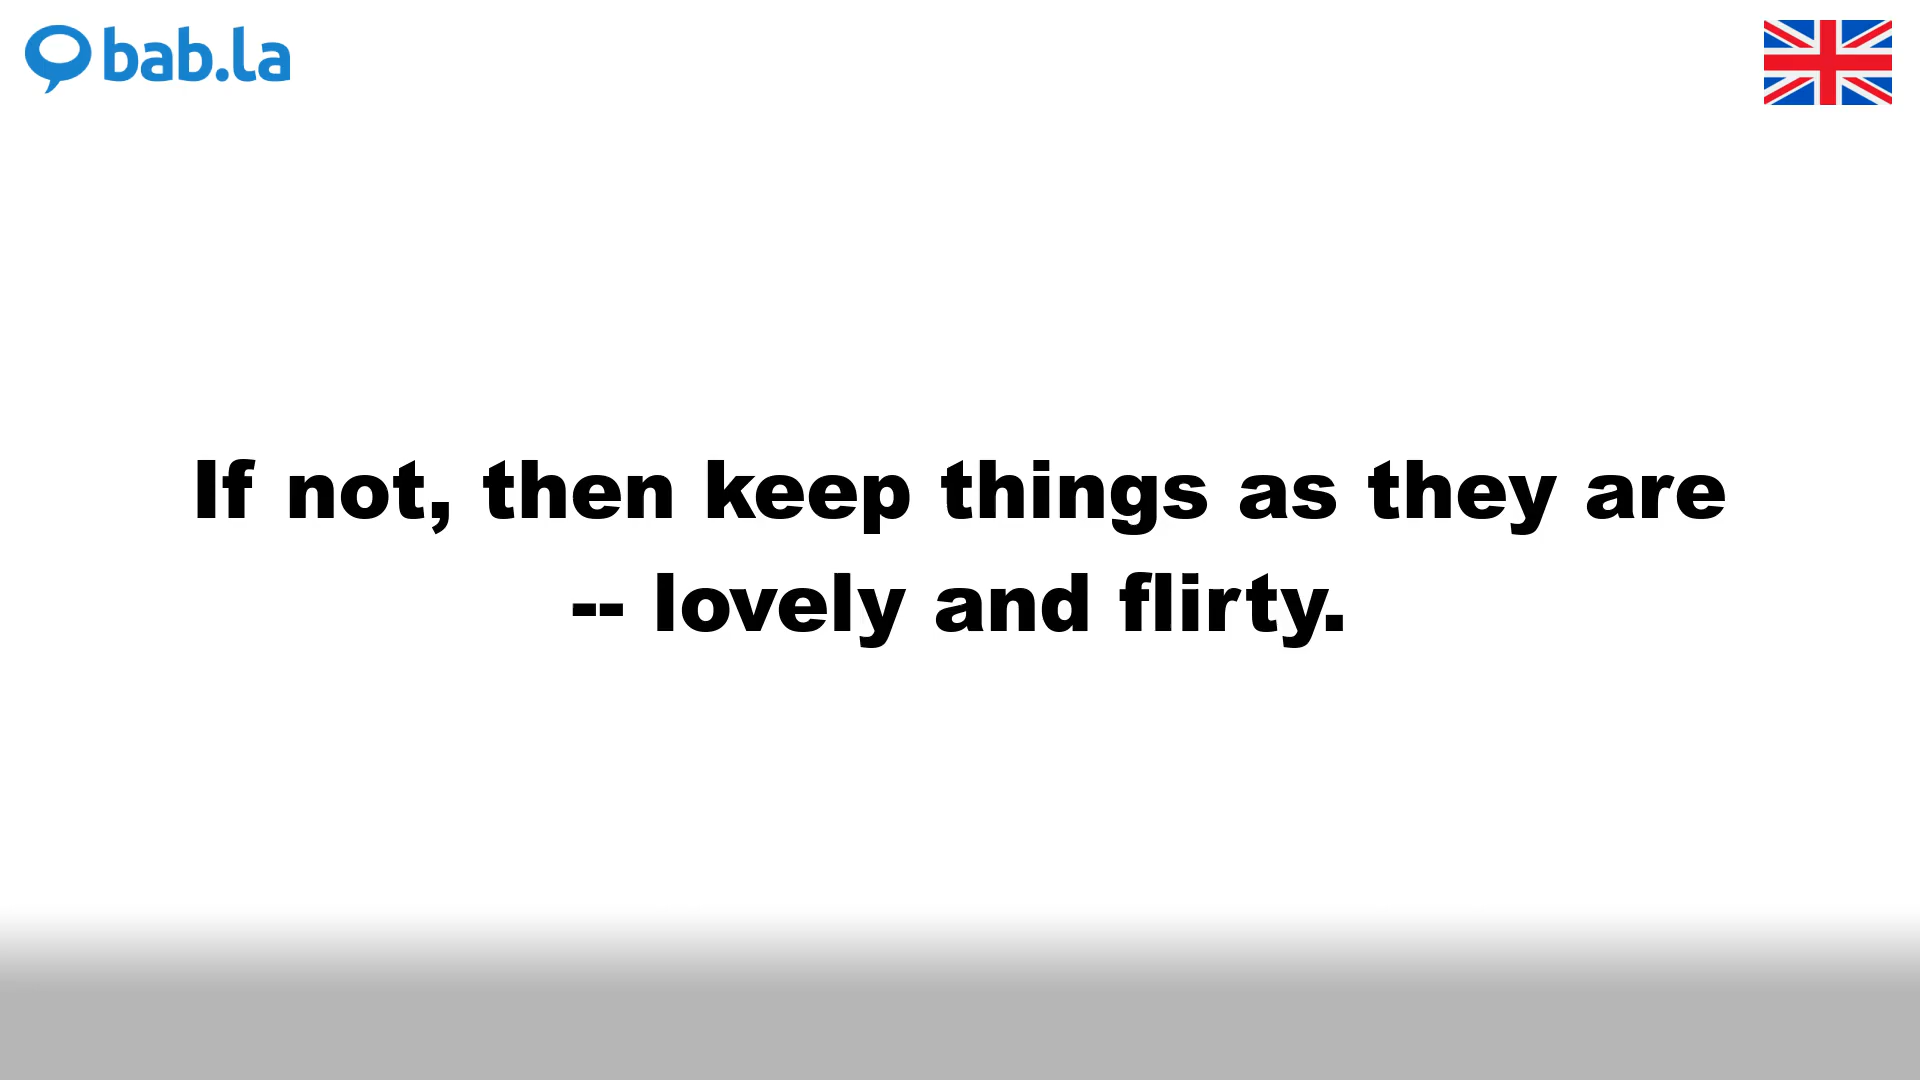 bab.la
If not, then keep things as they are
-- lovely and flirty.